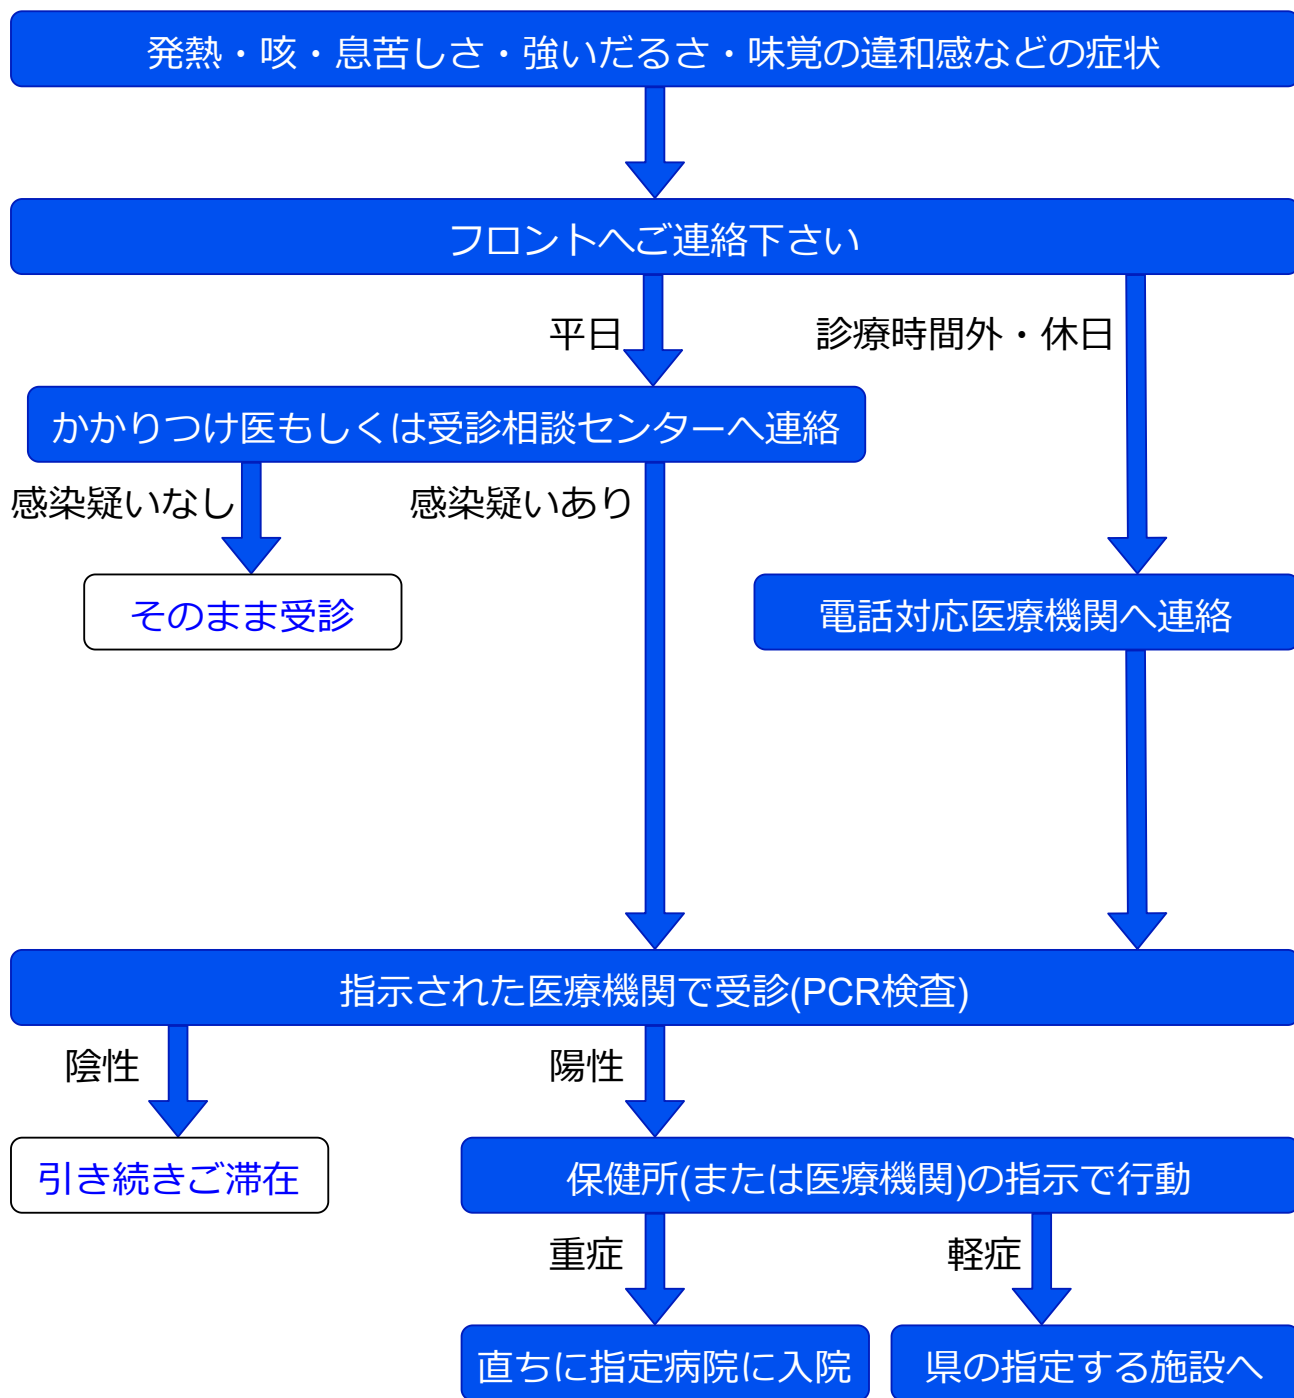 発熱・咳・息苦しさ・強いだるさ・味覚の違和感などの症状
フロントへご連絡下さい
平日
診療時間外・休日
かかりつけ医もしくは受診相談センターへ連絡
感染疑いなし
感染疑いあり
そのまま受診
電話対応医療機関へ連絡
指示された医療機関で受診(PCR検査)
陰性
陽性
引き続きご滞在
保健所(または医療機関)の指示で行動
重症
軽症
直ちに指定病院に入院
県の指定する施設へ